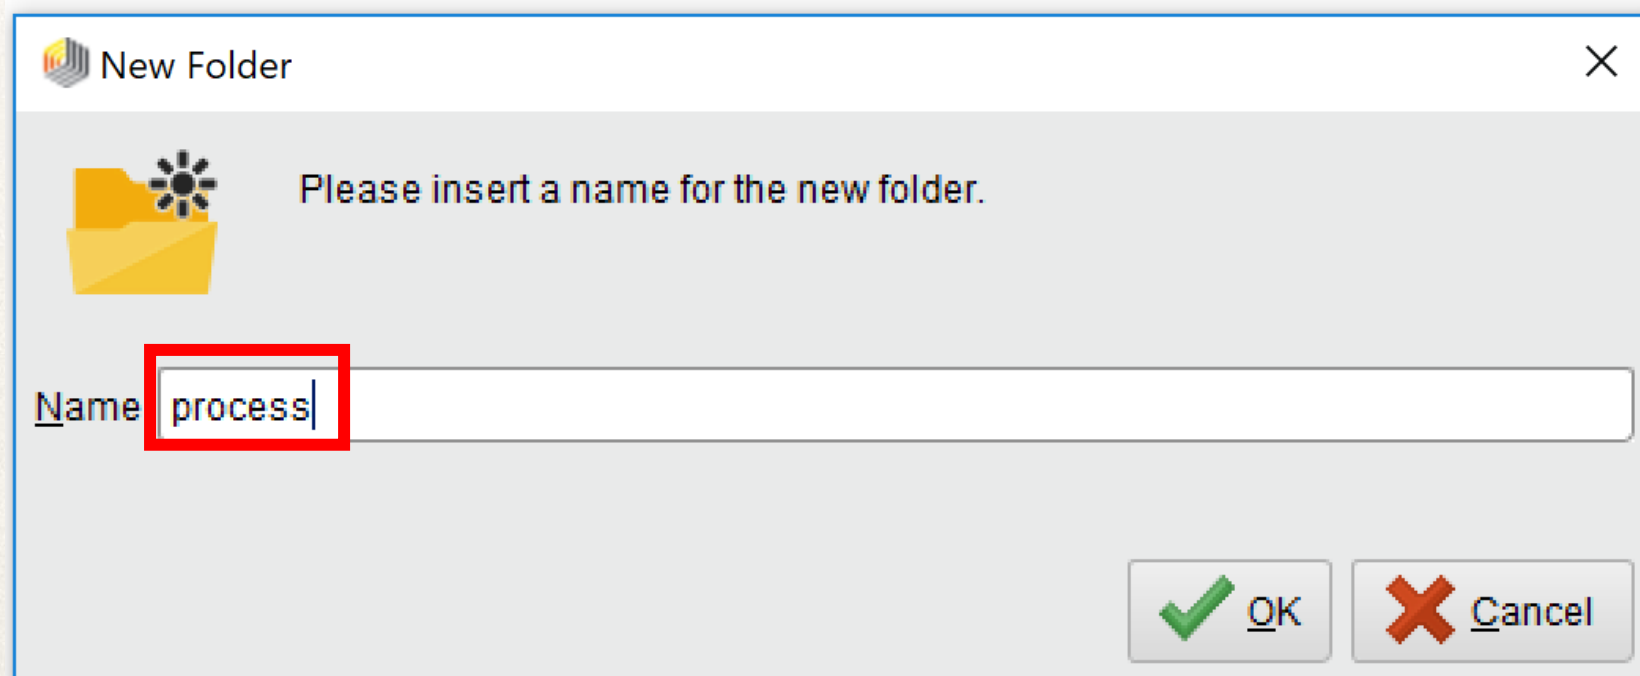 New Folder
Please insert a name for the new folder.
Name process
OK Cancel